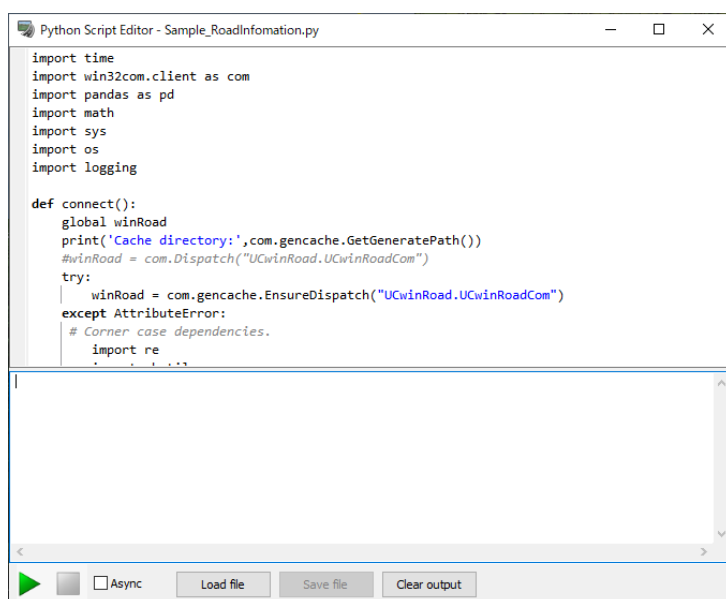 Python Script Editor - Sample_RoadInfomation.py
import time
import win32com.client as com
import pandas as pd
import math
import sys
import os
import logging
def connect():
global winRoad
print('Cache directory:',com.gencache.GetGeneratePath())
#winRoad = com.Dispatch("UCwinRoad.UCwinRoadCom")
try:
winRoad = com.gencache.EnsureDispatch("UCwinRoad.UCwinRoadCom")
except AttributeError:
# Corner case dependencies.
import re
Async
Load file
Save file
Clear output